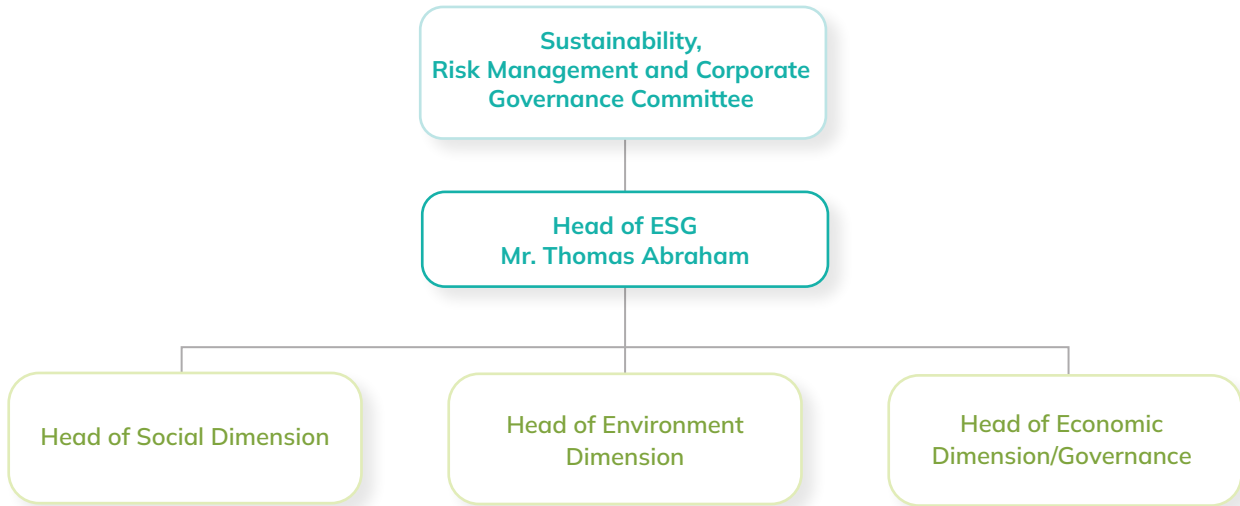 Sustainability,
Risk Management and Corporate
Governance Committee
Head of ESG
Mr. Thomas Abraham
Head of Social Dimension
Head of Environment
Dimension
Head of Economic
Dimension/Governance